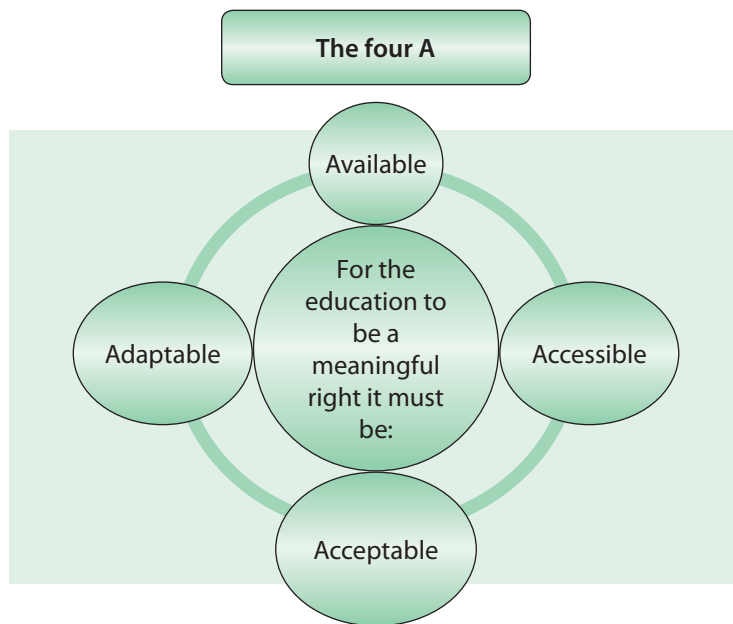 The four A
Available
For the
education to
be a
meaningful
right it must
be:
Adaptable
Accessible
Acceptable